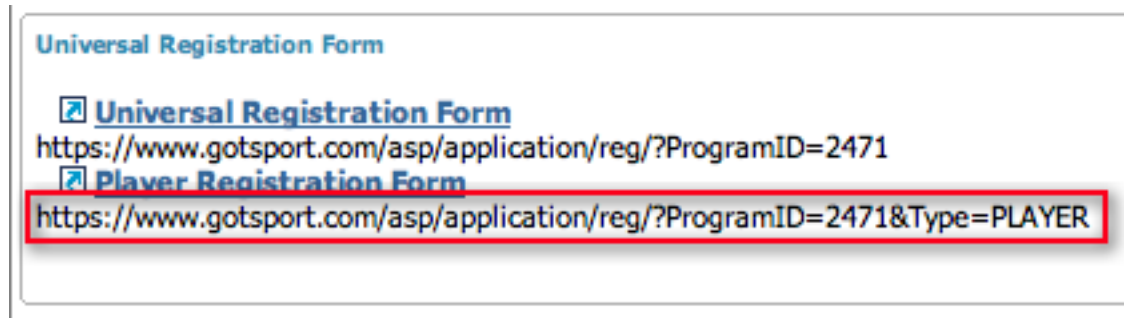 Universal Registration Form
Universal Registration Form
https://www.gotsport.com/asp/application/reg/?ProgramID=2471
Player Registration Form
https://www.gotsport.com/asp/application/reg/?ProgramID=2471&Type=PLAYER